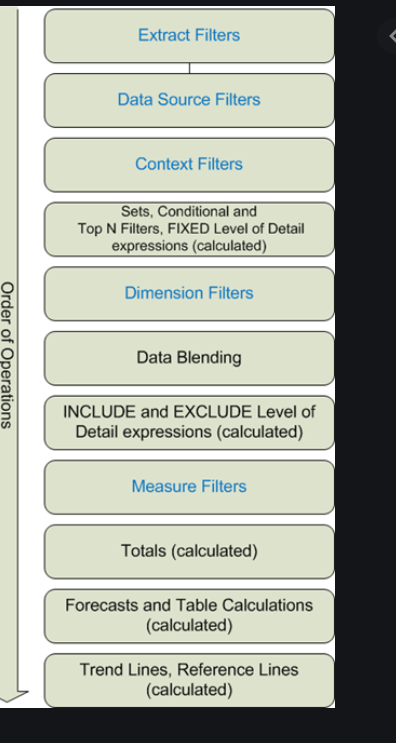 Order of Operations
Extract Filters
Data Source Filters
Context Filters
Sets, Conditional and
Top N Filters, FIXED Level of Detail
expressions (calculated)
Dimension Filters
Data Blending
INCLUDE and EXCLUDE Level of
Detail expressions (calculated)
Measure Filters
Totals (calculated)
Forecasts and Table Calculations
(calculated)
Trend Lines, Reference Lines
(calculated)